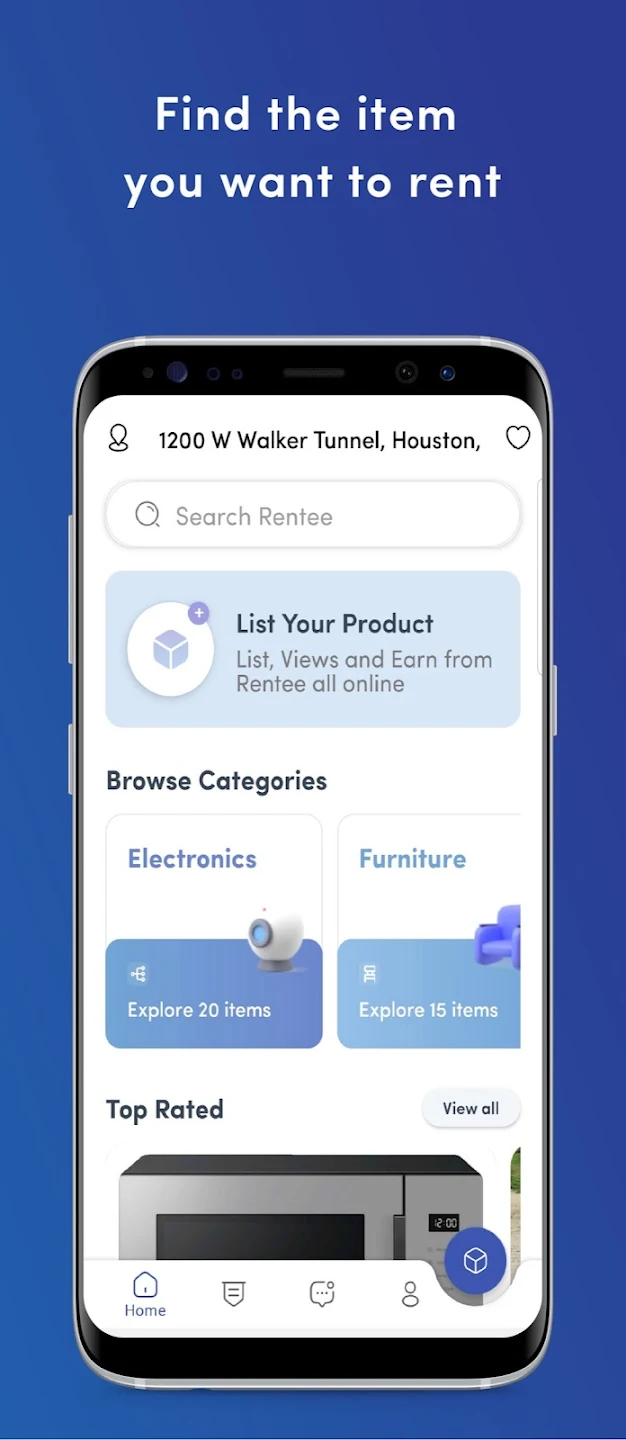 Find the item
you want to rent
1200 W Walker Tunnel, Houston,
Search Rentee
List Your Product
List, Views and Earn from
Rentee all online
Browse Categories
Electronics
Furniture
Explore 20 items
Explore 15 items
Top Rated
View all
12:00
Home